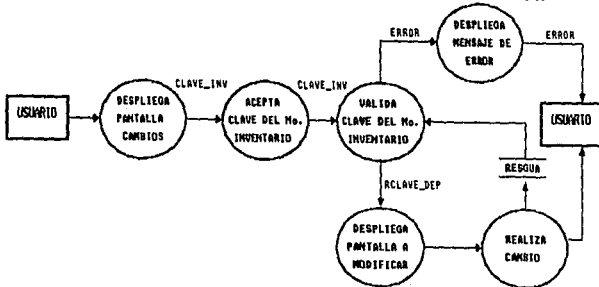 ERROR
DESPLIEGA
MENSAJE DE
ERROR
ERROR
CLAVE_INV
CLAVE_INV
USUARIO
DESPLIEGA
PANTALLA
CAMBIOS
ACEPTA
CLAVE DEL No.
INVENTARIO
VALIDA
CLAVE DEL No.
INVENTARIO
USUARIO
RESGUA
RCLAVE_DEP
DESPLIEGA
PANTALLA A
MODIFICAR
REALIZA
CAMBIO